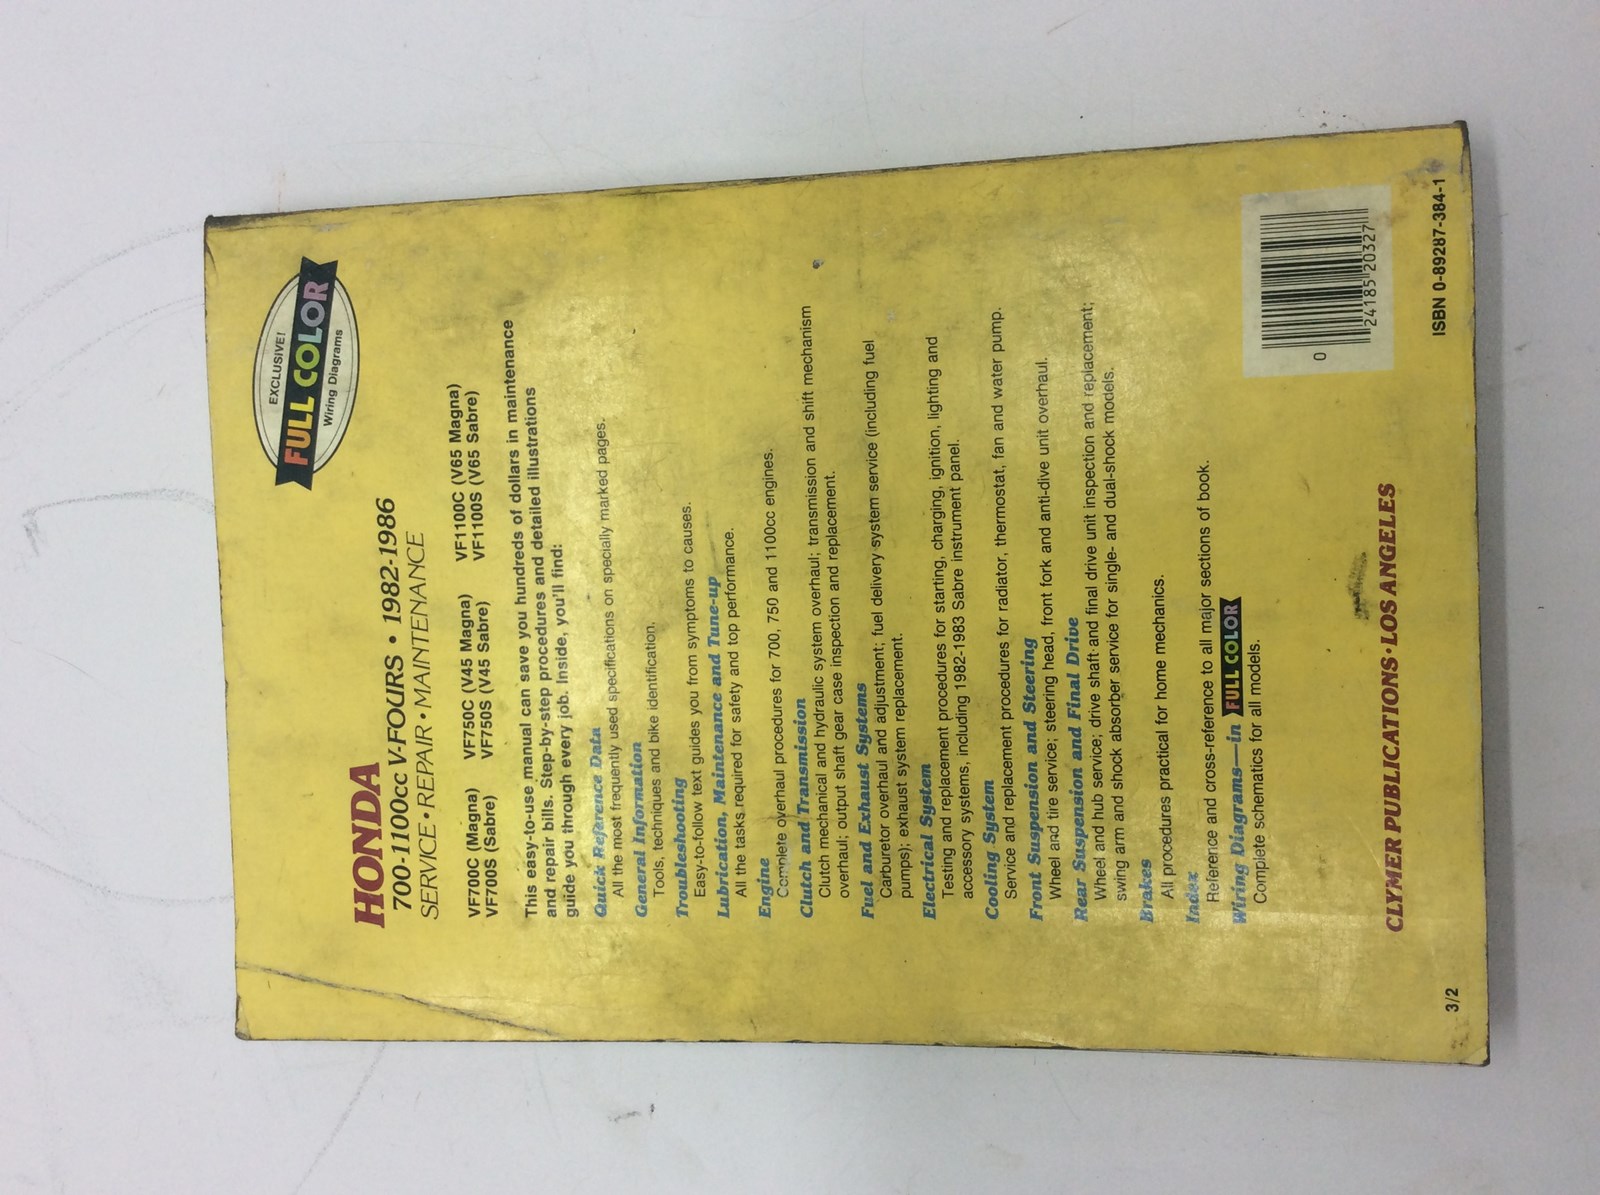 EXCLUSIVE!
FULL COLOR
Wiring Diagrams
HONDA
700-1100cc V-FOURS • 1982-1986
SERVICE • REPAIR • MAINTENANCE
VF700C (Magna) VF750C (V45 Magna) VF1100C (V65 Magna)
VF700S (Sabre) VF750S (V45 Sabre) VF1100S (V65 Sabre)
This easy-to-use manual can save you hundreds of dollars in maintenance
and repair bills. Step-by-step procedures and detailed illustrations
guide you through every job. Inside, you'll find:
Quick Reference Data
All the most frequently used specifications on specially marked pages.
General Information
Tools, techniques and bike identification.
Troubleshooting
Easy-to-follow text guides you from symptoms to causes.
Lubrication, Maintenance and Tune-up
All the tasks required for safety and top performance.
Engine
Complete overhaul procedures for 700, 750 and 1100cc engines.
Clutch and Transmission
Clutch mechanical and hydraulic system overhaul; transmission and shift mechanism
overhaul; output shaft gear case inspection and replacement.
Fuel and Exhaust Systems
Carburetor overhaul and adjustment; fuel delivery system service (including fuel
pumps); exhaust system replacement.
Electrical System
Testing and replacement procedures for starting, charging, ignition, lighting and
accessory systems, including 1982-1983 Sabre instrument panel.
Cooling System
Service and replacement procedures for radiator, thermostat, fan and water pump.
Front Suspension and Steering
Wheel and tire service; steering head, front fork and anti-dive unit overhaul.
Rear Suspension and Final Drive
Wheel and hub service; drive shaft and final drive unit inspection and replacement;
swing arm and shock absorber service for single- and dual-shock models.
Brakes
All procedures practical for home mechanics.
Index
Reference and cross-reference to all major sections of book.
Wiring Diagrams—in FULL COLOR
Complete schematics for all models.
0 24185 20327
CLYMER PUBLICATIONS • LOS ANGELES
3/2
ISBN 0-89287-384-1